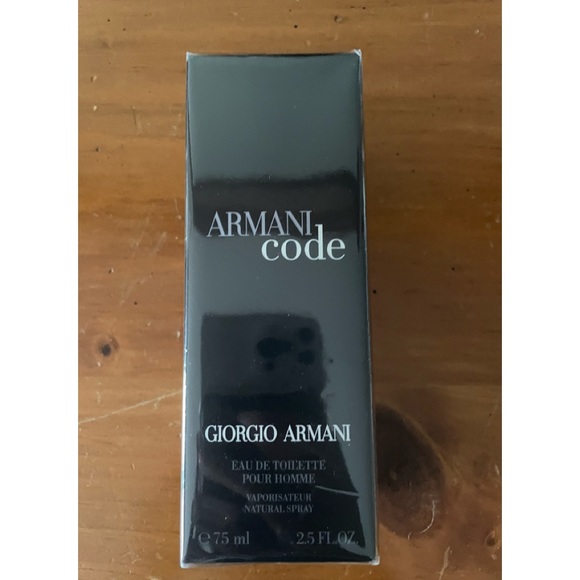 ARMANI
code
GIORGIO ARMANI
EAU DE TOILETTE
POUR HOMME
VAPORISATEUR
NATURAL SPRAY
℮ 75 ml 2.5 FL.OZ.